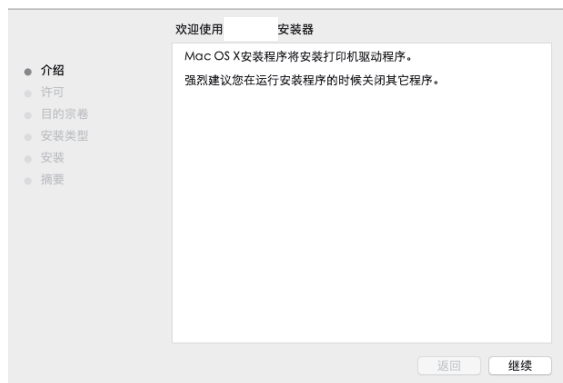 欢迎使用 安装器
介绍
许可
目的宗卷
安装类型
安装
摘要
Mac OS X安装程序将安装打印机驱动程序。
强烈建议您在运行安装程序的时候关闭其它程序。
返回
继续